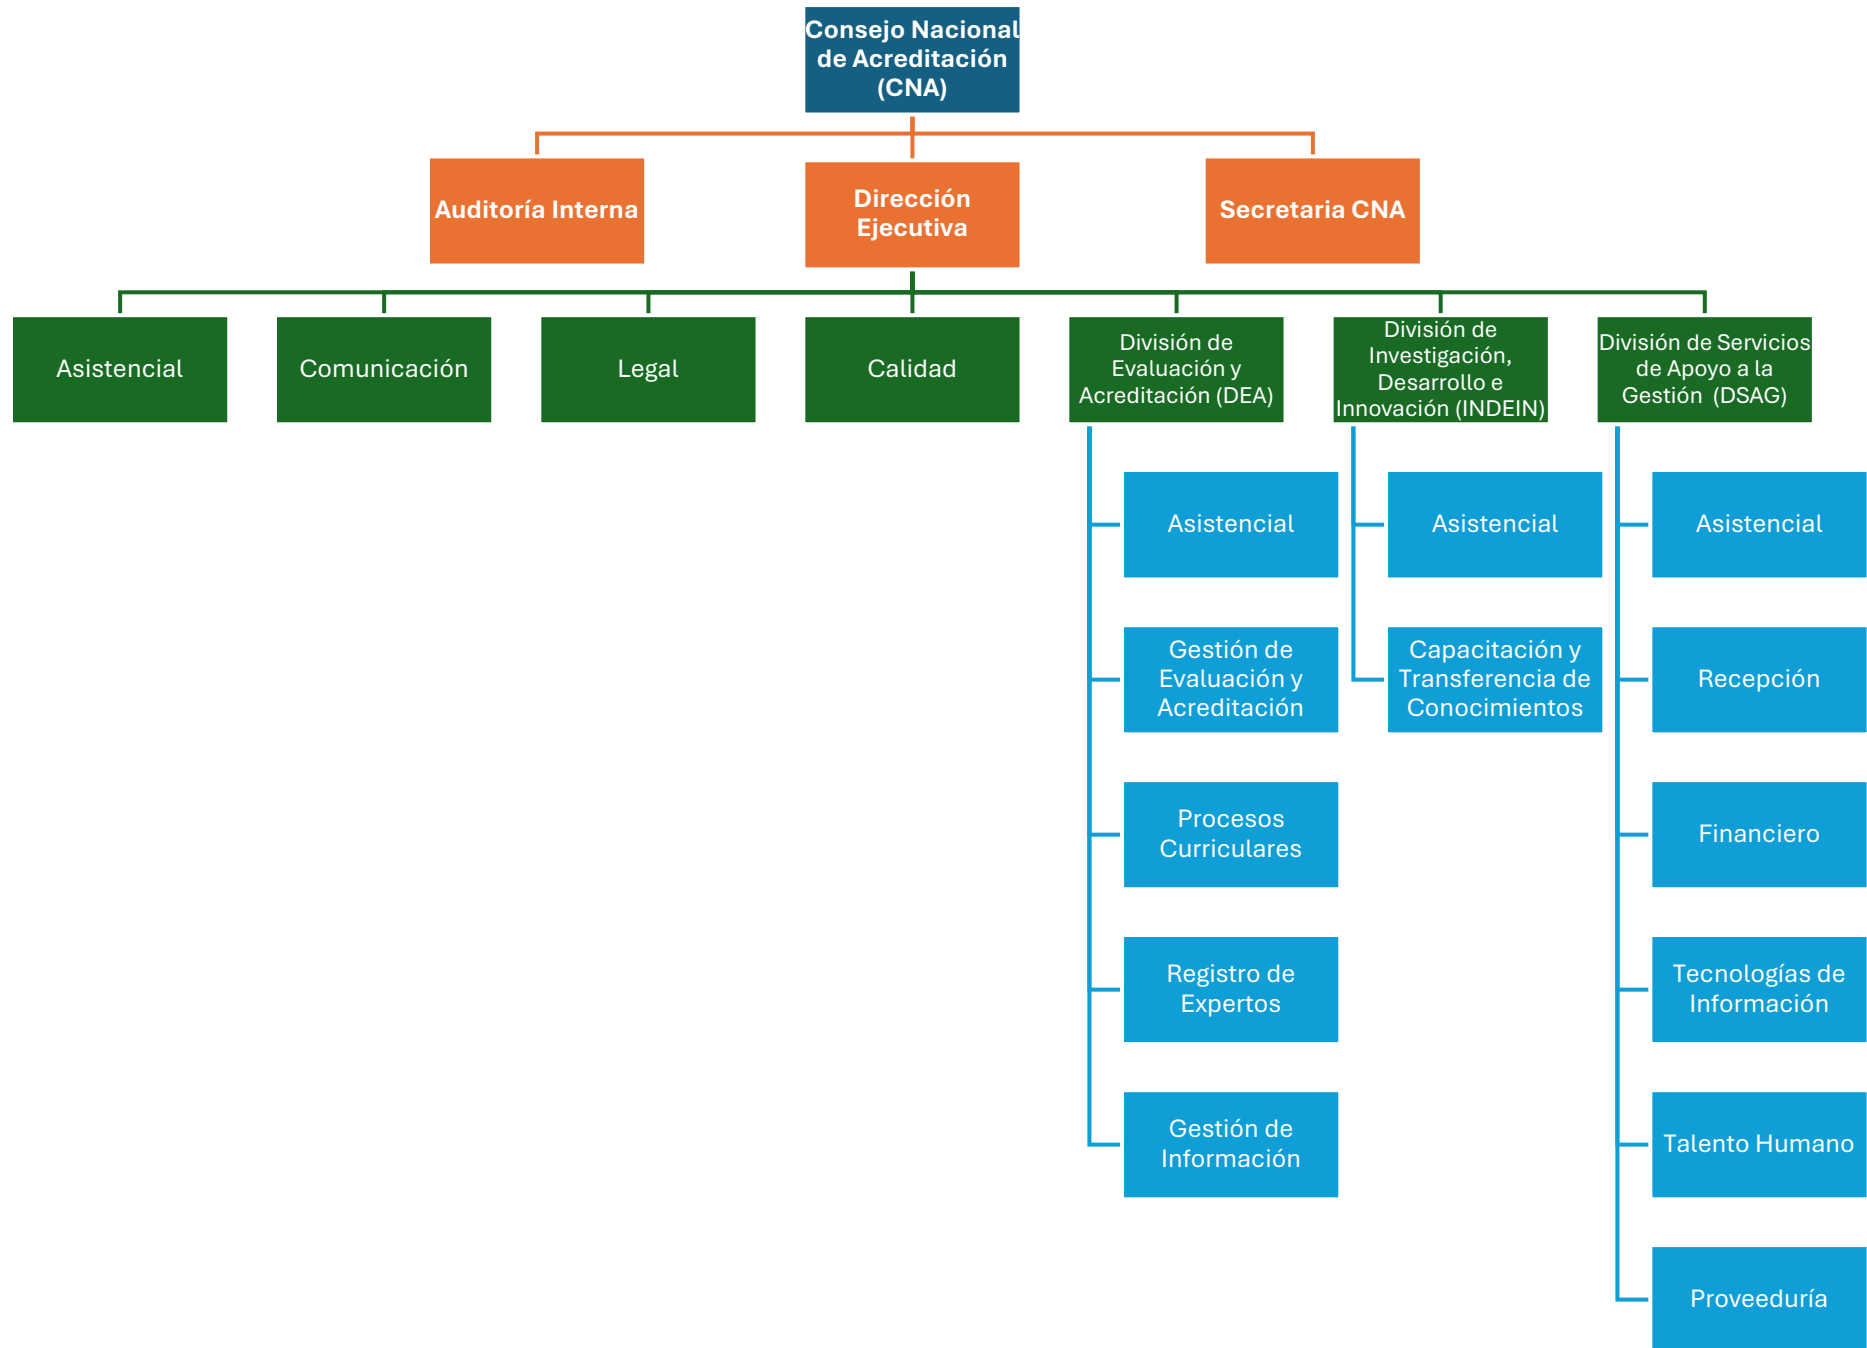 Consejo Nacional
de Acreditación
(CNA)
Auditoría Interna
Dirección
Ejecutiva
Secretaria CNA
Asistencial
Comunicación
Legal
Calidad
División de
Evaluación y
Acreditación (DEA)
División de
Investigación,
Desarrollo e
Innovación (INDEIN)
División de Servicios
de Apoyo a la
Gestión (DSAG)
Asistencial
Gestión de
Evaluación y
Acreditación
Procesos
Curriculares
Registro de
Expertos
Gestión de
Información
Asistencial
Capacitación y
Transferencia de
Conocimientos
Asistencial
Recepción
Financiero
Tecnologías de
Información
Talento Humano
Proveeduría